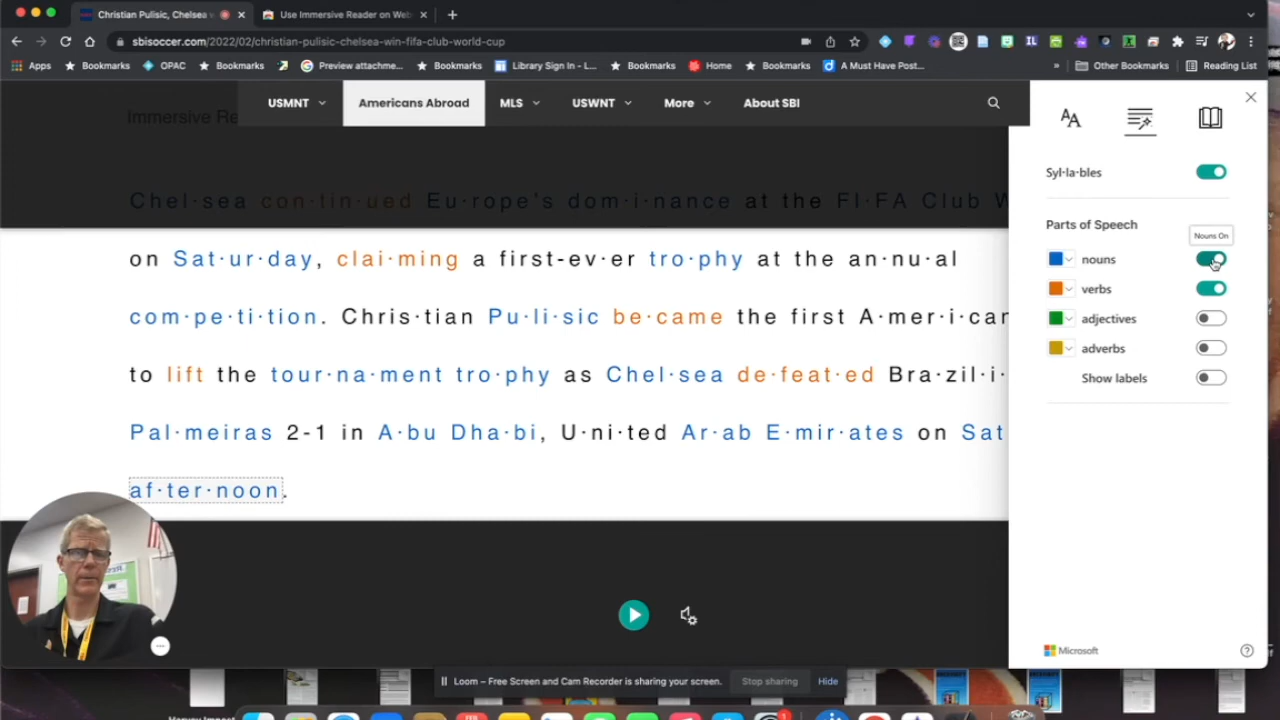 Christian Pulisic, Chelsea w
Use Immersive Reader on Web
sbisoccer.com/2022/02/christian-pulisic-chelsea-win-fifa-club-world-cup
Apps Bookmarks OPAC Bookmarks Preview attachme... Bookmarks Library Sign In - L... Bookmarks Home Bookmarks A Must Have Post... » Other Bookmarks Reading List
USMNT Americans Abroad MLS USWNT More About SBI
Immersive Re
Syl·la·bles
Parts of Speech
Nouns On
nouns
verbs
adjectives
adverbs
Show labels
Chel·sea con·tin·ued Eu·rope's dom·i·nance at the FI·FA Club W
on Sat·ur·day, clai·ming a first-ev·er tro·phy at the an·nu·al
com·pe·ti·tion. Chris·tian Pu·li·sic be·came the first A·mer·i·can
to lift the tour·na·ment tro·phy as Chel·sea de·feat·ed Bra·zil·i·
Pal·meiras 2-1 in A·bu Dha·bi, U·ni·ted Ar·ab E·mir·ates on Sat
af·ter·noon.
Microsoft
Loom – Free Screen and Cam Recorder is sharing your screen. Stop sharing Hide